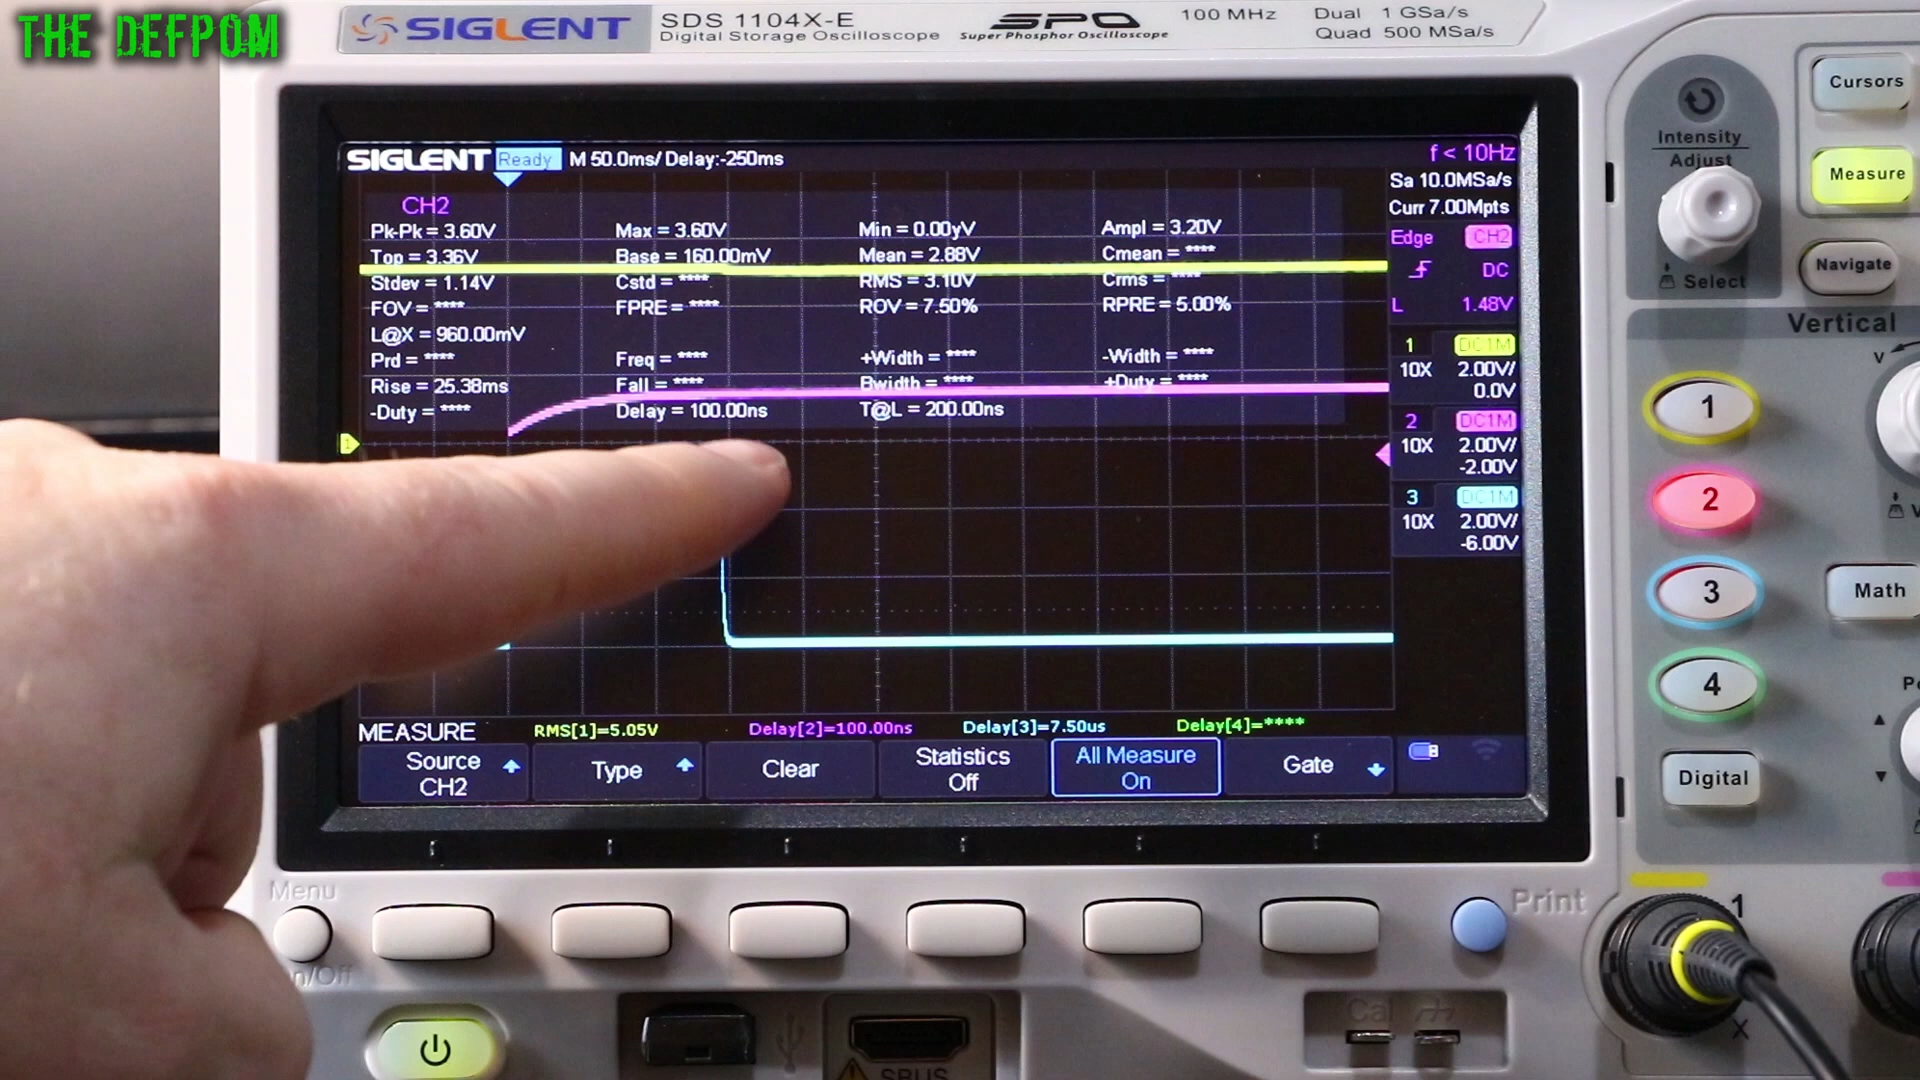 THE DEFPOM
SIGLENT
SDS 1104X-E
Digital Storage Oscilloscope
SPO
Super Phosphor Oscilloscope
100 MHz
Dual 1 GSa/s
Quad 500 MSa/s
SIGLENT Ready M 50.0ms/ Delay:-250ms
f < 10Hz
Sa 10.0MSa/s
Curr 7.00Mpts
CH2
Pk-Pk = 3.60V Max = 3.60V Min = 0.00yV Ampl = 3.20V
Top = 3.36V Base = 160.00mV Mean = 2.88V Cmean = ****
Stdev = 1.14V Cstd = **** RMS = 3.10V Crms = ****
FOV = **** FPRE = **** ROV = 7.50% RPRE = 5.00%
L@X = 960.00mV
Prd = **** Freq = **** +Width = **** -Width = ****
Rise = 25.38ms Fall = **** Bwidth = **** +Duty = ****
-Duty = **** Delay = 100.00ns T@L = 200.00ns
Edge CH2
DC
L 1.48V
1 DC1M
10X 2.00V/
0.0V
2 DC1M
10X 2.00V/
-2.00V
3 DC1M
10X 2.00V/
-6.00V
1
MEASURE RMS[1]=5.05V Delay[2]=100.00ns Delay[3]=7.50us Delay[4]=****
Source
CH2
Type
Clear
Statistics
Off
All Measure
On
Gate
Menu
On/Off
Print
Intensity
Adjust
Select
Cursors
Measure
Navigate
Vertical
V
1
2
3
4
Math
Digital
Cal
SBUS
1
X